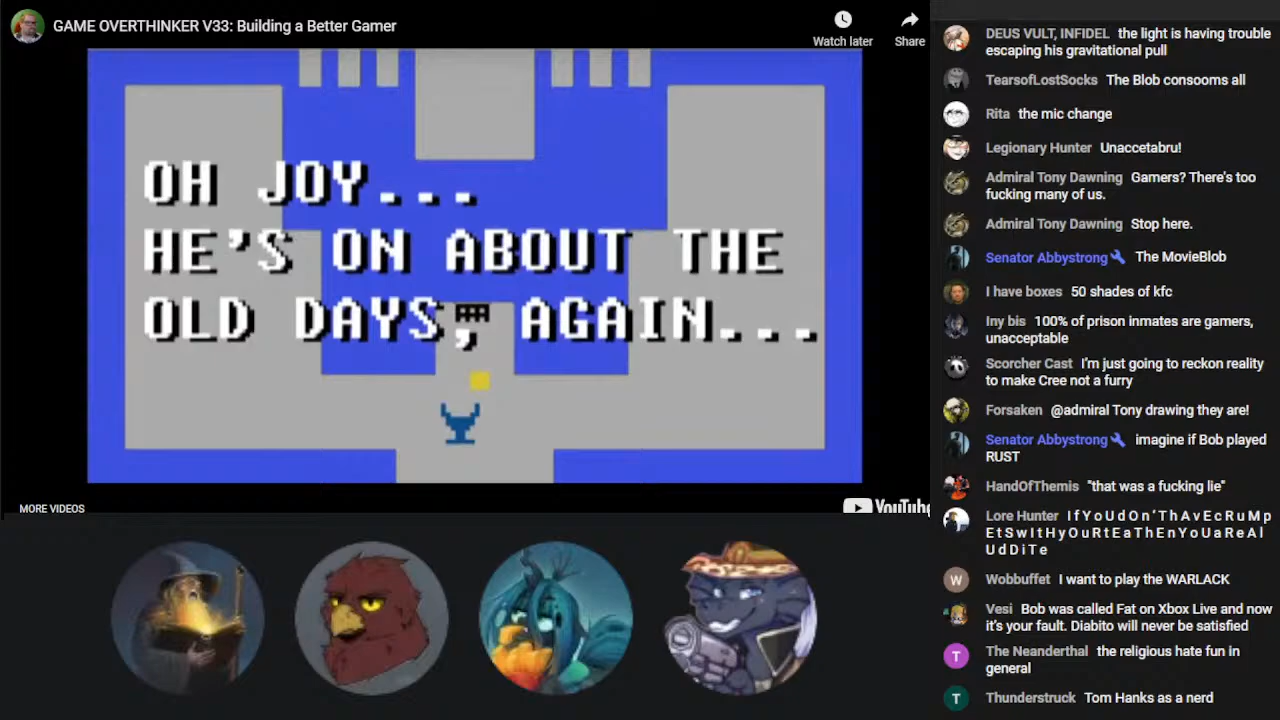 GAME OVERTHINKER V33: Building a Better Gamer
Watch later
Share
OH JOY...
HE'S ON ABOUT THE
OLD DAYS, AGAIN...
MORE VIDEOS
YouTube
DEUS VULT, INFIDEL the light is having trouble
escaping his gravitational pull
TearsofLostSocks The Blob consooms all
Rita the mic change
Legionary Hunter Unaccetabru!
Admiral Tony Dawning Gamers? There's too
fucking many of us.
Admiral Tony Dawning Stop here.
Senator Abbystrong The MovieBlob
I have boxes 50 shades of kfc
Iny bis 100% of prison inmates are gamers,
unacceptable
Scorcher Cast I'm just going to reckon reality
to make Cree not a furry
Forsaken @admiral Tony drawing they are!
Senator Abbystrong imagine if Bob played
RUST
HandOfThemis "that was a fucking lie"
Lore Hunter I f Y o U d O n ' T h A v E c R u M p
E t S w I t H y O u R t E a T h E n Y o U a R e A l
U d D i T e
W Wobbuffet I want to play the WARLACK
Vesi Bob was called Fat on Xbox Live and now
it's your fault. Diabito will never be satisfied
T The Neanderthal the religious hate fun in
general
T Thunderstruck Tom Hanks as a nerd